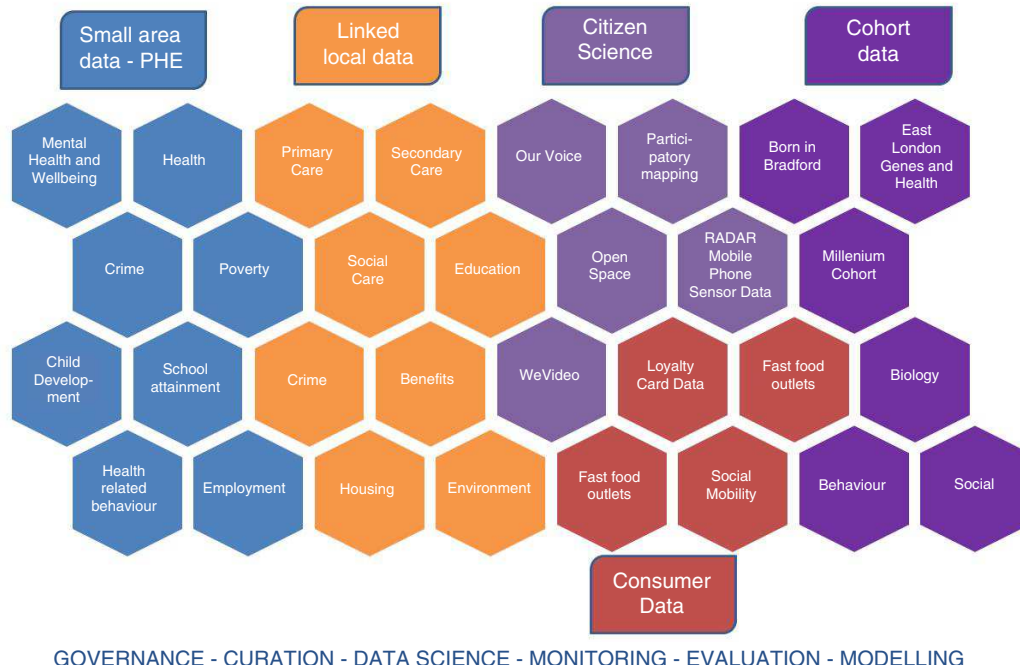 Small area
data - PHE
Linked
local data
Citizen
Science
Cohort
data
Mental
Health and
Wellbeing
Health
Primary
Care
Secondary
Care
Our Voice
Partici-
patory
mapping
Born in
Bradford
East
London
Genes and
Health
Crime
Poverty
Social
Care
Education
Open
Space
RADAR
Mobile
Phone
Sensor Data
Millenium
Cohort
Child
Develop-
ment
School
attainment
Crime
Benefits
WeVideo
Loyalty
Card Data
Fast food
outlets
Biology
Health
related
behaviour
Employment
Housing
Environment
Fast food
outlets
Social
Mobility
Behaviour
Social
Consumer
Data
GOVERNANCE - CURATION - DATA SCIENCE - MONITORING - EVALUATION - MODELLING